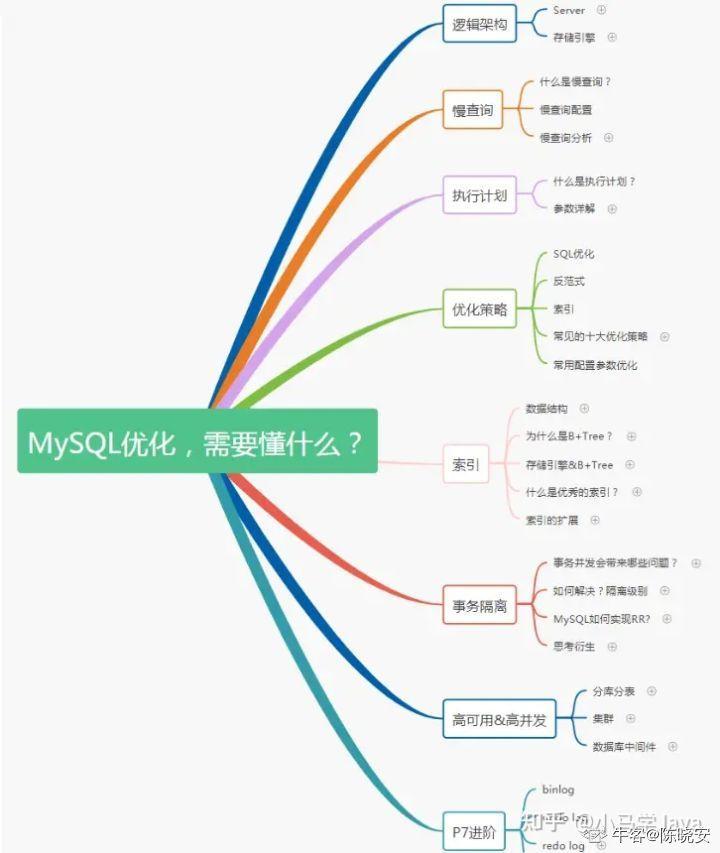 逻辑架构
Server
存储引擎
慢查询
什么是慢查询？
慢查询配置
慢查询分析
执行计划
什么是执行计划？
参数详解
优化策略
SQL优化
反范式
索引
常见的十大优化策略
常用配置参数优化
MySQL优化，需要懂什么？
索引
数据结构
为什么是B+Tree？
存储引擎&B+Tree
什么是优秀的索引？
索引的扩展
事务隔离
事务并发会带来哪些问题？
如何解决？隔离级别
MySQL如何实现RR?
思考衍生
高可用&高并发
分库分表
集群
数据库中间件
P7进阶
binlog
log
redo log
知乎 @小马学Java
牛客@陈晓安